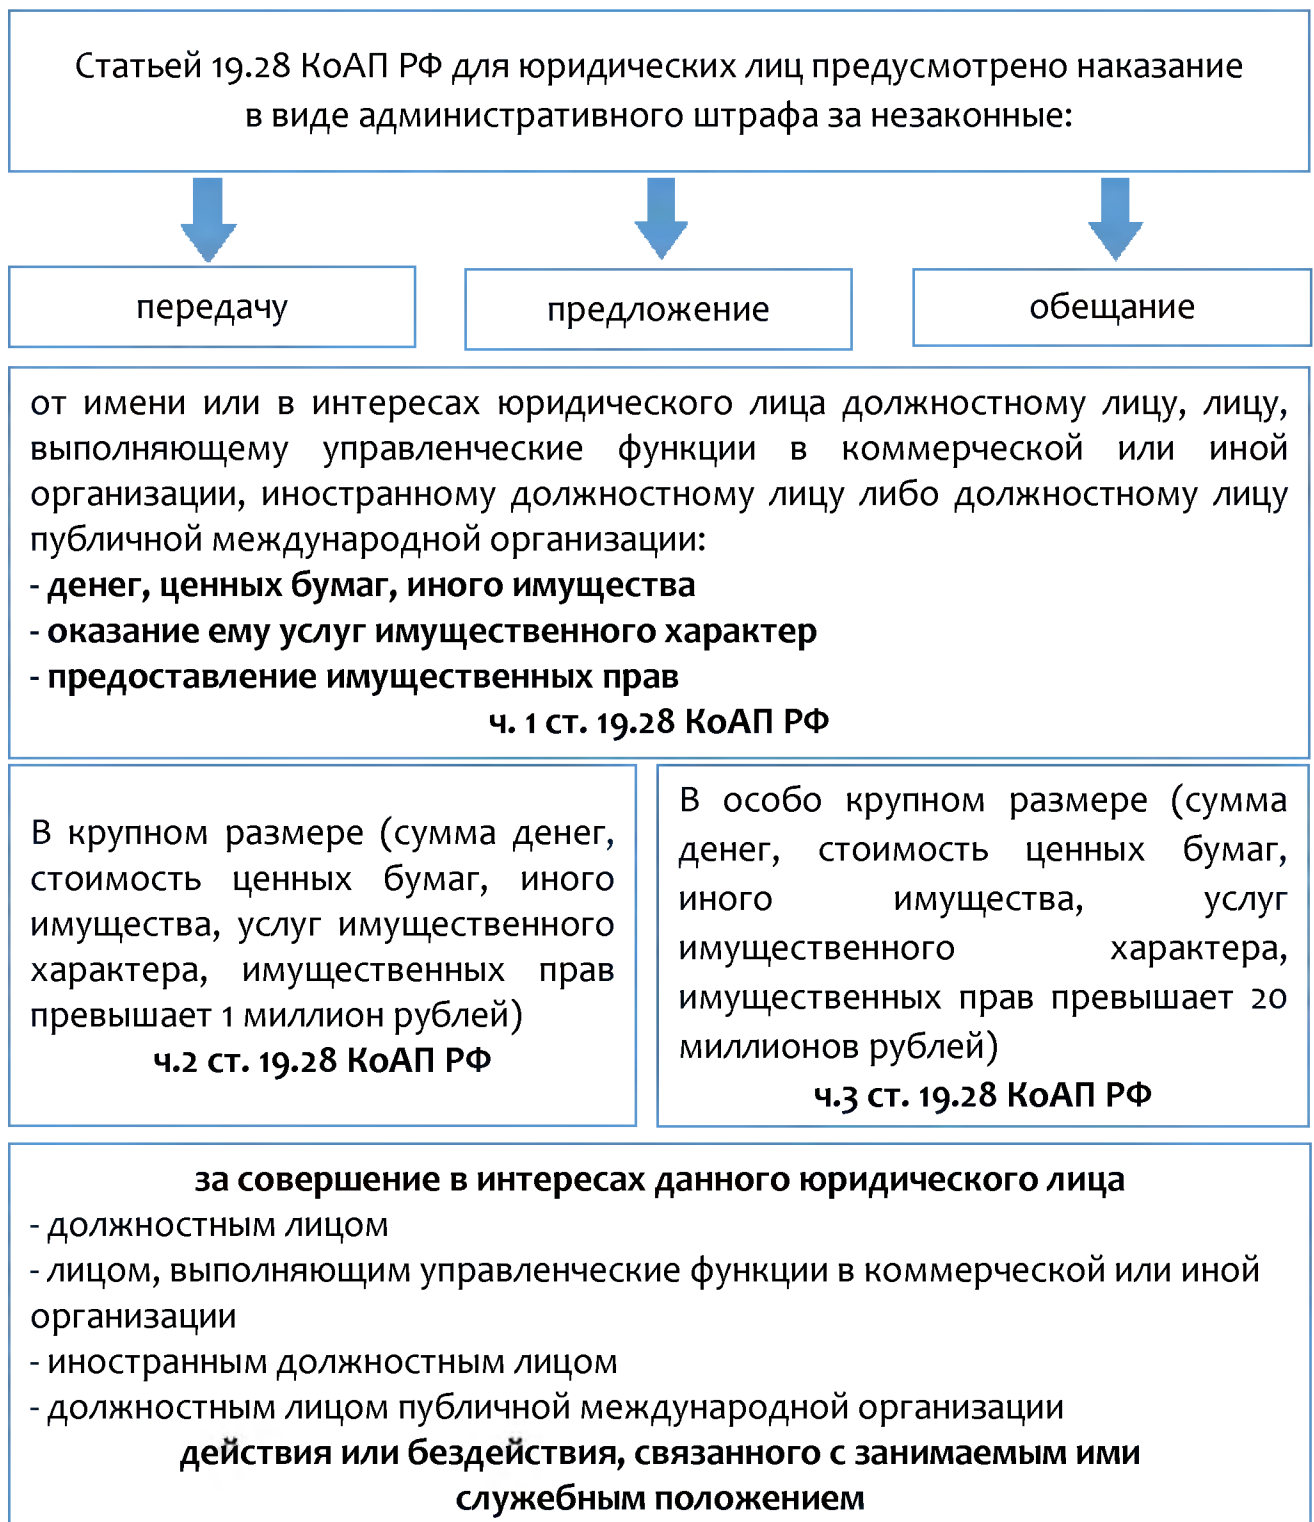 Статьей 19.28 КоАП РФ для юридических лиц предусмотрено наказание
в виде административного штрафа за незаконные:
передачу
предложение
обещание
от имени или в интересах юридического лица должностному лицу, лицу,
выполняющему управленческие функции в коммерческой или иной
организации, иностранному должностному лицу либо должностному лицу
публичной международной организации:
- денег, ценных бумаг, иного имущества
- оказание ему услуг имущественного характер
- предоставление имущественных прав
ч. 1 ст. 19.28 КоАП РФ
В крупном размере (сумма денег,
стоимость ценных бумаг, иного
имущества, услуг имущественного
характера, имущественных прав
превышает 1 миллион рублей)
ч.2 ст. 19.28 КоАП РФ
В особо крупном размере (сумма
денег, стоимость ценных бумаг,
иного имущества, услуг
имущественного характера,
имущественных прав превышает 20
миллионов рублей)
ч.3 ст. 19.28 КоАП РФ
за совершение в интересах данного юридического лица
- должностным лицом
- лицом, выполняющим управленческие функции в коммерческой или иной
организации
- иностранным должностным лицом
- должностным лицом публичной международной организации
действия или бездействия, связанного с занимаемым ими
служебным положением